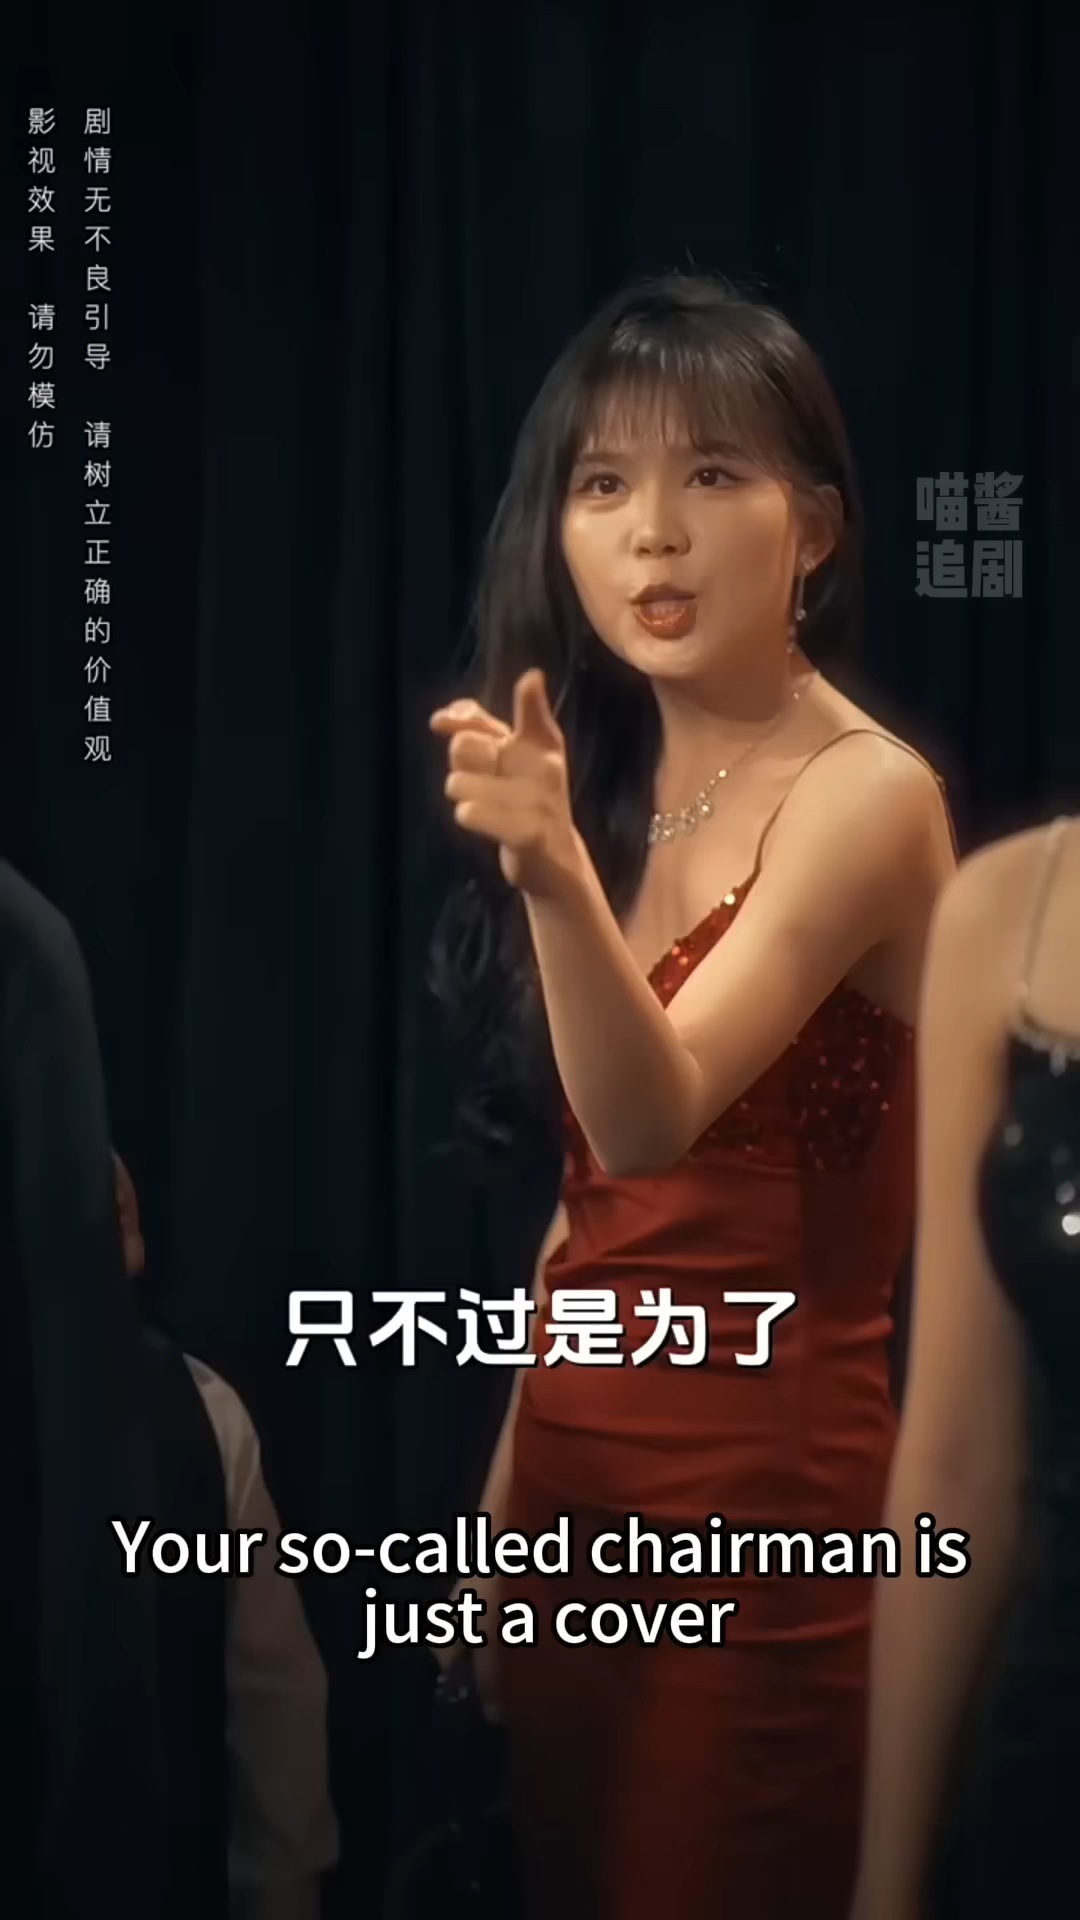 剧情无不良引导 请树立正确的价值观
影视效果 请勿模仿
喵酱
追剧
只不过是为了
Your so-called chairman is
just a cover